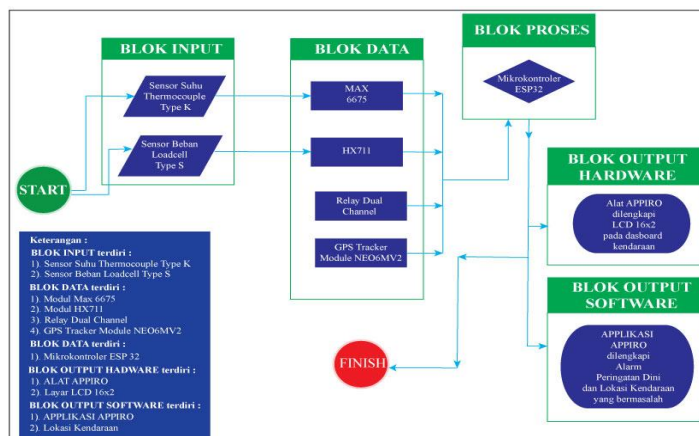 BLOK INPUT
Sensor Suhu
Thermocouple
Type K
Sensor Beban
Loadcell
Type S
START
BLOK DATA
MAX
6675
HX711
Relay Dual
Channel
GPS Tracker
Module NEO6MV2
BLOK PROSES
Mikrokontroler
ESP32
BLOK OUTPUT
HARDWARE
Alat APPIRO
dilengkapi
LCD 16x2
pada dasboard
kendaraan
BLOK OUTPUT
SOFTWARE
APPLIKASI
APPIRO
dilengkapi
Alarm
Peringatan Dini
dan Lokasi Kendaraan
yang bermasalah
FINISH
Keterangan :
BLOK INPUT terdiri :
1). Sensor Suhu Thermocouple Type K
2). Sensor Beban Loadcell Type S
BLOK DATA terdiri :
1). Modul Max 6675
2). Modul HX711
3). Relay Dual Channel
4). GPS Tracker Module NEO6MV2
BLOK DATA terdiri :
1). Mikrokontroler ESP 32
BLOK OUTPUT HADWARE terdiri :
1). ALAT APPIRO
2). Layar LCD 16x2
BLOK OUTPUT SOFTWARE terdiri :
1). APPLIKASI APPIRO
2). Lokasi Kendaraan